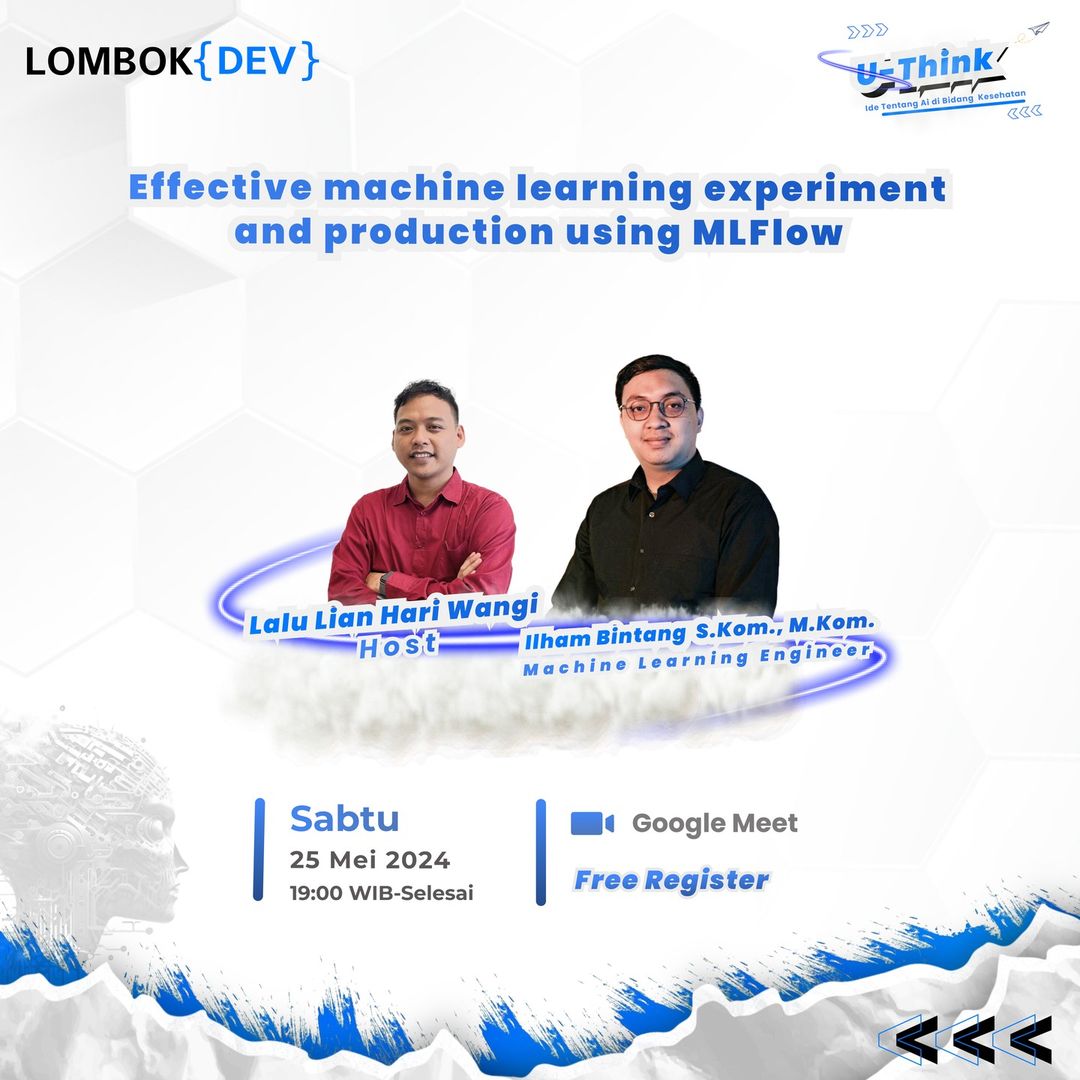 LOMBOK{DEV}
U-Think
Ide Tentang Ai di Bidang Kesehatan
Effective machine learning experiment
and production using MLFlow
Lalu Lian Hari Wangi
Host
Ilham Bintang S.Kom., M.Kom.
Machine Learning Engineer
Sabtu
25 Mei 2024
19:00 WIB-Selesai
Google Meet
Free Register